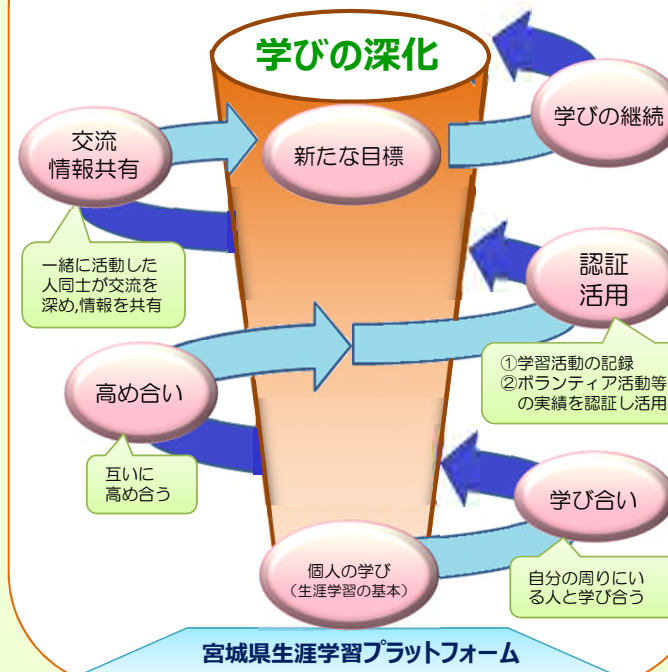 学びの深化
学びの継続
交流
情報共有
新たな目標
一緒に活動した
人同士が交流を
深め,情報を共有
認証
活用
①学習活動の記録
②ボランティア活動等
の実績を認証し活用
高め合い
互いに
高め合う
学び合い
個人の学び
（生涯学習の基本）
自分の周りにい
る人と学び合う
宮城県生涯学習プラットフォーム